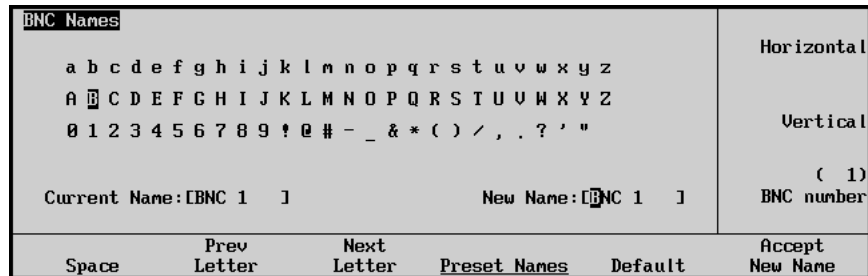 BNC Names
Horizontal
a b c d e f g h i j k l m n o p q r s t u v w x y z
A B C D E F G H I J K L M N O P Q R S T U V W X Y Z
0 1 2 3 4 5 6 7 8 9 ! @ # - _ & * ( ) / , . ? ' "
Vertical
( 1)
Current Name:[BNC 1 ] New Name:[BNC 1 ] BNC number
Prev Next Accept
Space Letter Letter Preset Names Default New Name